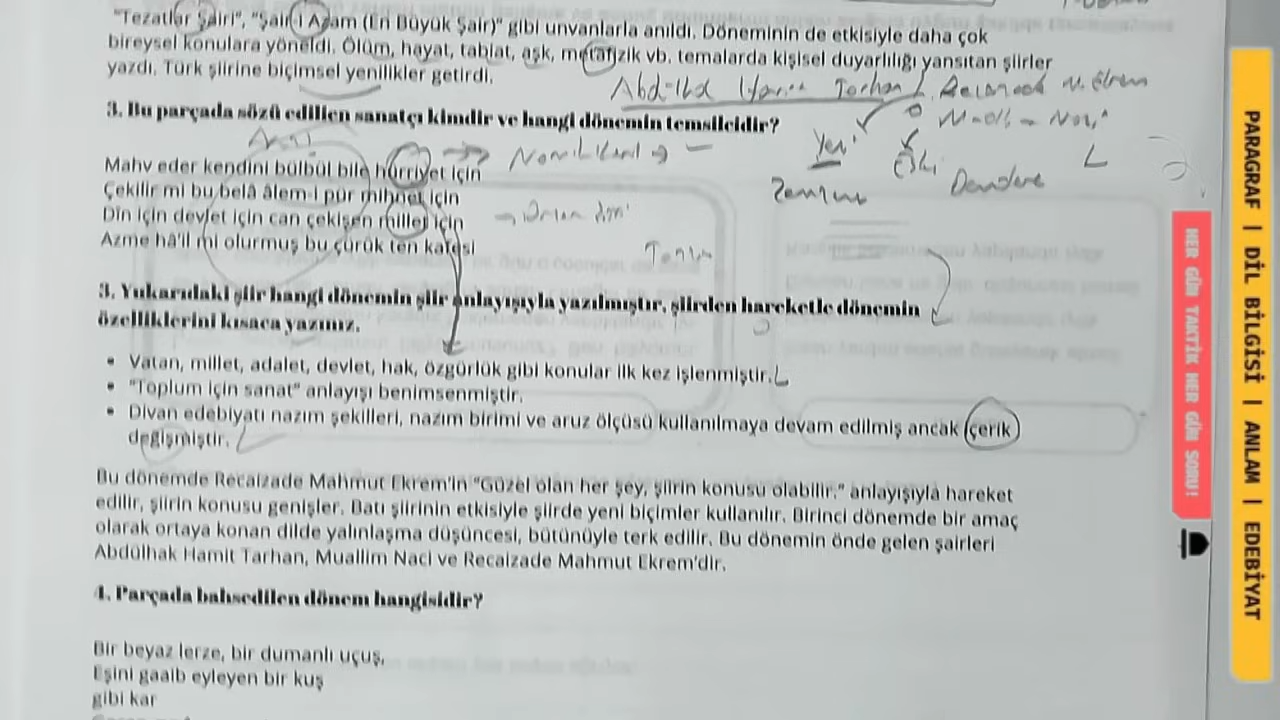 "Tezatlar Şairi", "Şair-i Azam (En Büyük Şair)" gibi unvanlarla anıldı. Döneminin de etkisiyle daha çok
bireysel konulara yöneldi. Ölüm, hayat, tabiat, aşk, metafizik vb. temalarda kişisel duyarlılığı yansıtan şiirler
yazdı. Türk şiirine biçimsel yenilikler getirdi.
3. Bu parçada sözü edilen sanatçı kimdir ve hangi dönemin temsilcidir?
Yeni
Eski
Mahv eder kendini bülbül bile hürriyet için
Çekilir mi bu belâ âlem-i pür mihnet için
Din için devlet için can çekişen millet için
Azme hâ'il mi olurmuş bu çürük ten kafesi
3. Yukarıdaki şiir hangi dönemin şiir anlayışıyla yazılmıştır, şiirden hareketle dönemin
özelliklerini kısaca yazınız.
• Vatan, millet, adalet, devlet, hak, özgürlük gibi konular ilk kez işlenmiştir.
• "Toplum için sanat" anlayışı benimsenmiştir.
• Divan edebiyatı nazım şekilleri, nazım birimi ve aruz ölçüsü kullanılmaya devam edilmiş ancak içerik
değişmiştir.
Bu dönemde Recaizade Mahmut Ekrem'in "Güzel olan her şey, şiirin konusu olabilir." anlayışıyla hareket
edilir, şiirin konusu genişler. Batı şiirinin etkisiyle şiirde yeni biçimler kullanılır. Birinci dönemde bir amaç
olarak ortaya konan dilde yalınlaşma düşüncesi, bütünüyle terk edilir. Bu dönemin önde gelen şairleri
Abdülhak Hamit Tarhan, Muallim Naci ve Recaizade Mahmut Ekrem'dir.
4. Parçada bahsedilen dönem hangisidir?
Bir beyaz lerze, bir dumanlı uçuş,
Eşini gaaib eyleyen bir kuş
gibi kar
HER GÜN TAKTİK HER GÜN SORU!
PARAGRAF | DİL BİLGİSİ | ANLAM | EDEBİYAT